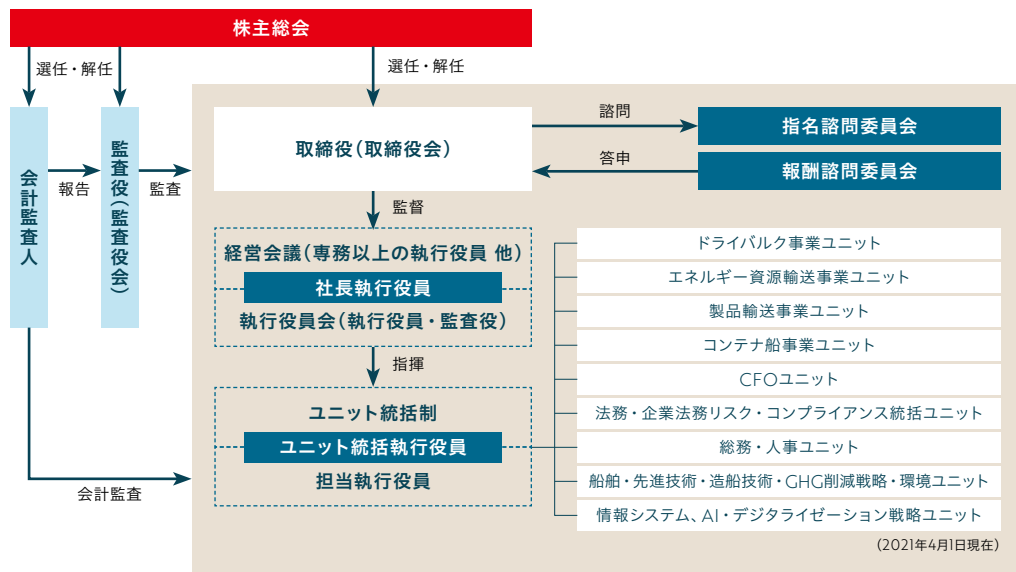 株主総会
選任・解任
選任・解任
会計監査人
報告
監査役(監査役会)
監査
取締役(取締役会)
諮問
指名諮問委員会
答申
報酬諮問委員会
監督
経営会議(専務以上の執行役員 他)
社長執行役員
執行役員会(執行役員・監査役)
指揮
ユニット統括制
ユニット統括執行役員
担当執行役員
会計監査
ドライバルク事業ユニット
エネルギー資源輸送事業ユニット
製品輸送事業ユニット
コンテナ船事業ユニット
CFOユニット
法務・企業法務リスク・コンプライアンス統括ユニット
総務・人事ユニット
船舶・先進技術・造船技術・GHG削減戦略・環境ユニット
情報システム、AI・デジタライゼーション戦略ユニット
(2021年4月1日現在)